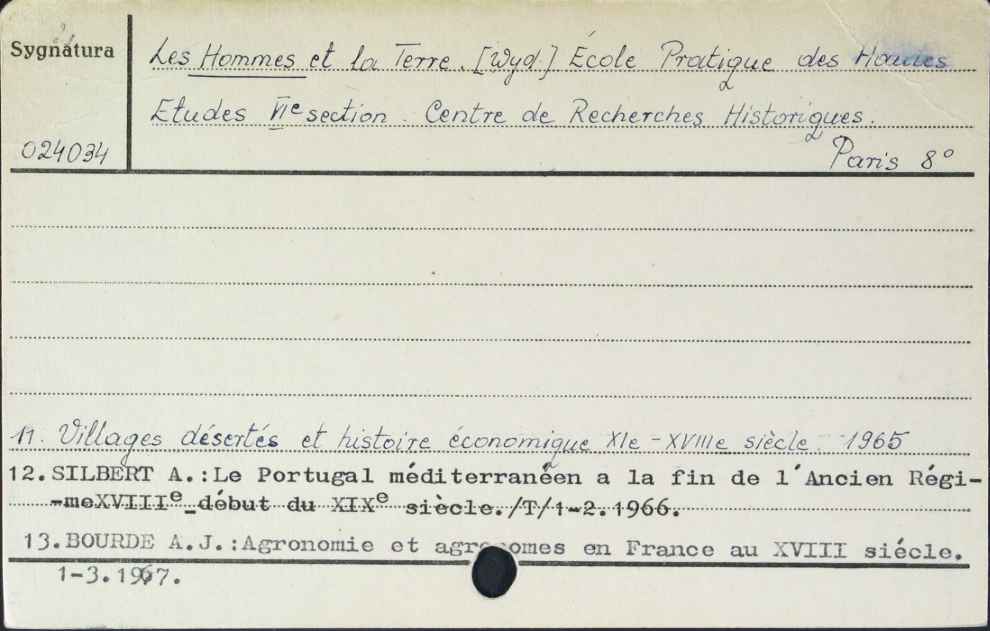 Sygnatura
Les Hommes et la Terre. [Wyd.] École Pratique des Hautes
Etudes VIe section. Centre de Recherches Historiques.
024034
Paris 8°
11. Villages désertés et histoire économique XIe - XVIIIe siècle. 1965
12. SILBERT A.: Le Portugal méditerranéen a la fin de l'Ancien Régi-
-meXVIIIe -début du XIXe siècle./T/1-2.1966.
13. BOURDE A.J.: Agronomie et agronomes en France au XVIII siécle.
1-3.1967.